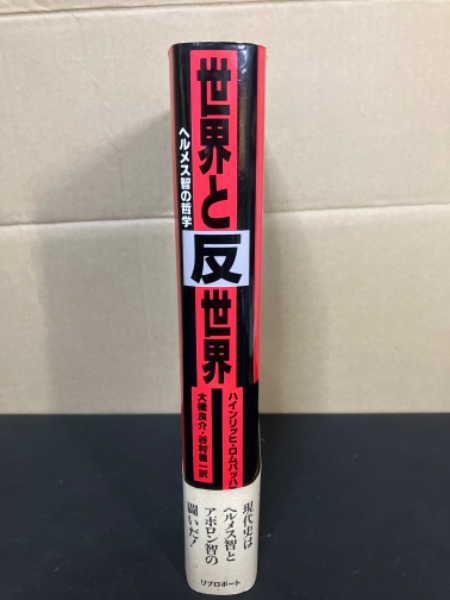 世界と反世界
ヘルメス智の哲学
ハインリッヒ・ロムバッハ
大橋良介・谷村義一訳
現代史は
ヘルメス智と
アポロン智の
闘いだ!
リブロポート